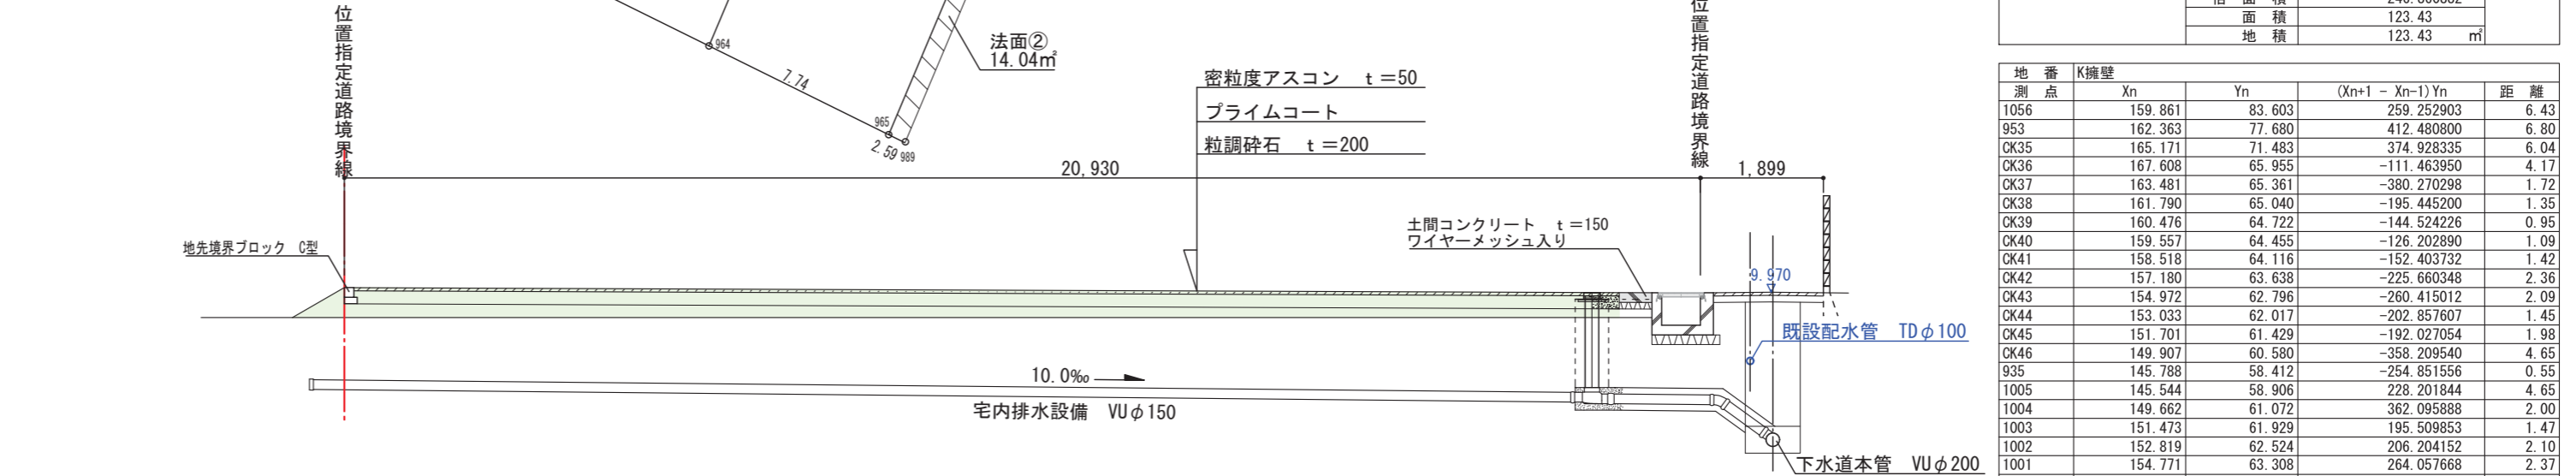 位置指定道路境界線
964
7.74
965
2.59
989
法面②
14.04㎡
密粒度アスコン t=50
プライムコート
粒調砕石 t=200
位置指定道路境界線
20,930
1,899
地先境界ブロック C型
土間コンクリート t=150
ワイヤーメッシュ入り
9.970
既設配水管 TDφ100
10.0‰
宅内排水設備 VUφ150
下水道本管 VUφ200
面 積 123.43
地 積 123.43 ㎡
地 番 K擁壁
測 点 Xn Yn (Xn+1 - Xn-1)Yn 距 離
1056 159.861 83.603 259.252903 6.43
953 162.363 77.680 412.480800 6.80
CK35 165.171 71.483 374.928335 6.04
CK36 167.608 65.955 -111.463950 4.17
CK37 163.481 65.361 -380.270298 1.72
CK38 161.790 65.040 -195.445200 1.35
CK39 160.476 64.722 -144.524226 0.95
CK40 159.557 64.455 -126.202890 1.09
CK41 158.518 64.116 -152.403732 1.42
CK42 157.180 63.638 -225.660348 2.36
CK43 154.972 62.796 -260.415012 2.09
CK44 153.033 62.017 -202.857607 1.45
CK45 151.701 61.429 -192.027054 1.98
CK46 149.907 60.580 -358.209540 4.65
935 145.788 58.412 -254.851556 0.55
1005 145.544 58.906 228.201844 4.65
1004 149.662 61.072 362.095888 2.00
1003 151.473 61.929 195.509853 1.47
1002 152.819 62.524 206.204152 2.10
1001 154.771 63.308 264.057668 2.37